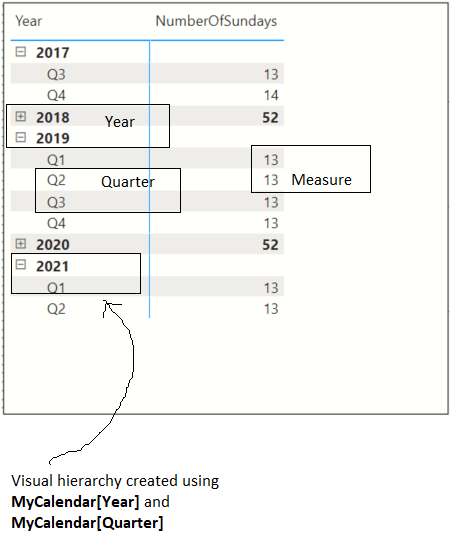 Year NumberOfSundays
2017
Q3 13
Q4 14
2018 Year 52
2019
Q1 13
Q2 Quarter 13 Measure
Q3 13
Q4 13
2020 52
2021
Q1 13
Q2 13
Visual hierarchy created using
MyCalendar[Year] and
MyCalendar[Quarter]